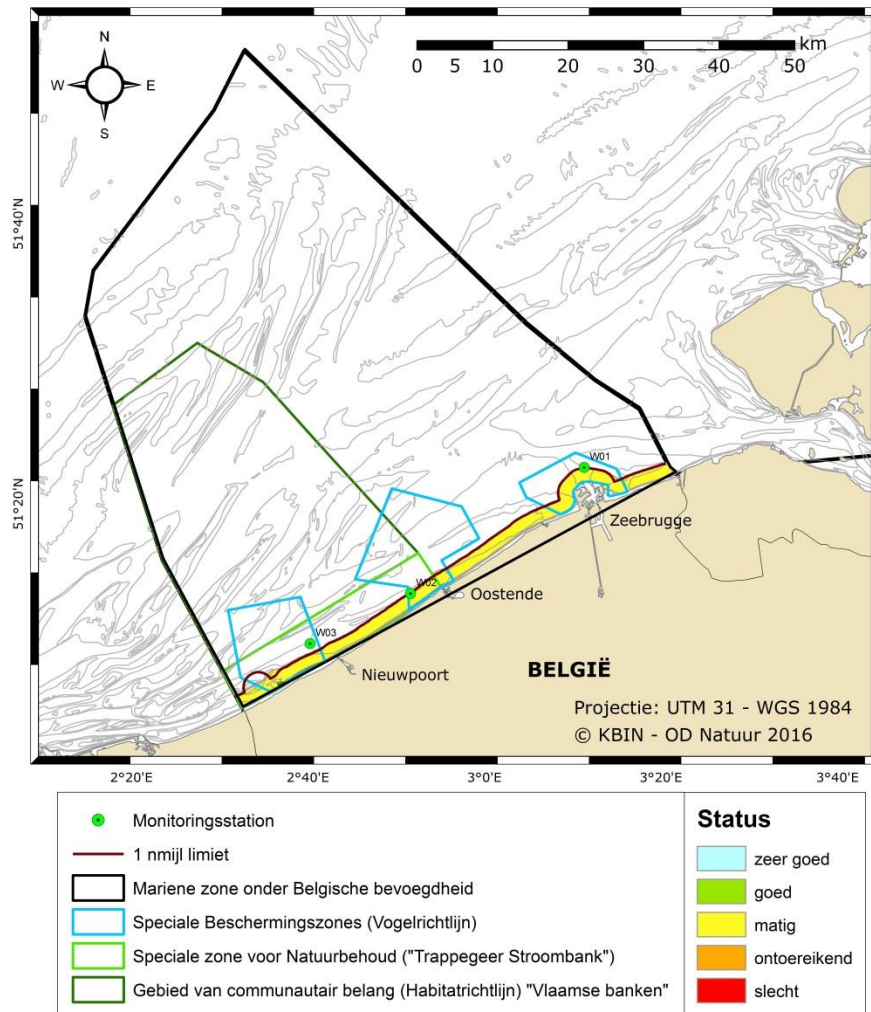 N
W E
S
km
0 5 10 20 30 40 50
51°40'N
51°20'N
W01
Zeebrugge
W02
Oostende
W03
Nieuwpoort
BELGIË
Projectie: UTM 31 - WGS 1984
© KBIN - OD Natuur 2016
2°20'E 2°40'E 3°0'E 3°20'E 3°40'E
Monitoringsstation
1 nmijl limiet
Mariene zone onder Belgische bevoegdheid
Speciale Beschermingszones (Vogelrichtlijn)
Speciale zone voor Natuurbehoud ("Trappegeer Stroombank")
Gebied van communautair belang (Habitatrichtlijn) "Vlaamse banken"
Status
zeer goed
goed
matig
ontoereikend
slecht